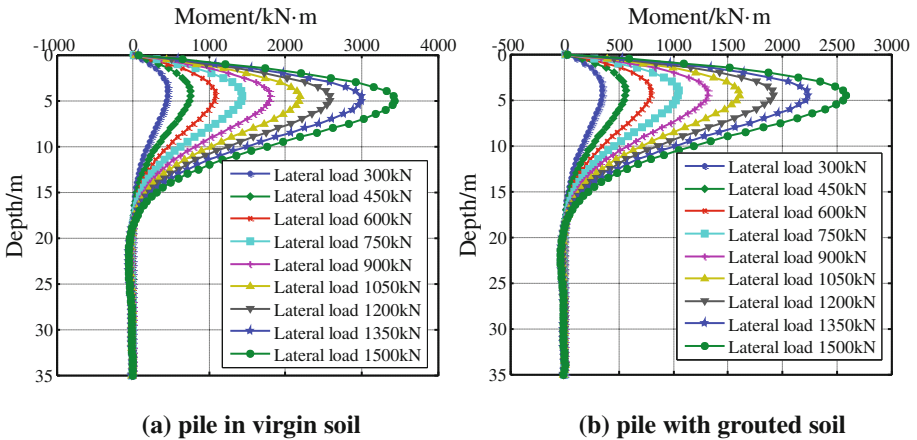 Moment/kN·m
-1000 0 1000 2000 3000 4000
0
5
10
15
20
25
30
35
Depth/m
Lateral load 300kN
Lateral load 450kN
Lateral load 600kN
Lateral load 750kN
Lateral load 900kN
Lateral load 1050kN
Lateral load 1200kN
Lateral load 1350kN
Lateral load 1500kN
(a) pile in virgin soil
Moment/kN·m
-500 0 500 1000 1500 2000 2500 3000
0
5
10
15
20
25
30
35
Depth/m
Lateral load 300kN
Lateral load 450kN
Lateral load 600kN
Lateral load 750kN
Lateral load 900kN
Lateral load 1050kN
Lateral load 1200kN
Lateral load 1350kN
Lateral load 1500kN
(b) pile with grouted soil